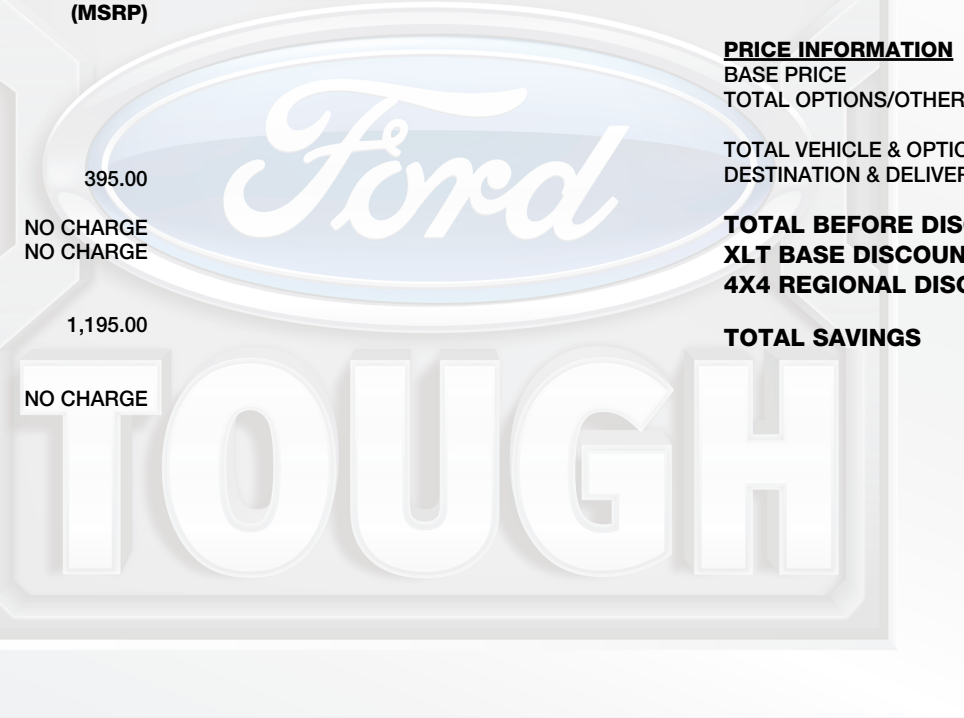 (MSRP)
395.00
NO CHARGE
NO CHARGE
1,195.00
NO CHARGE
PRICE INFORMATION
BASE PRICE
TOTAL OPTIONS/OTHER
TOTAL VEHICLE & OPTIO
DESTINATION & DELIVER
TOTAL BEFORE DIS
XLT BASE DISCOUN
4X4 REGIONAL DISC
TOTAL SAVINGS
Ford
TOUGH